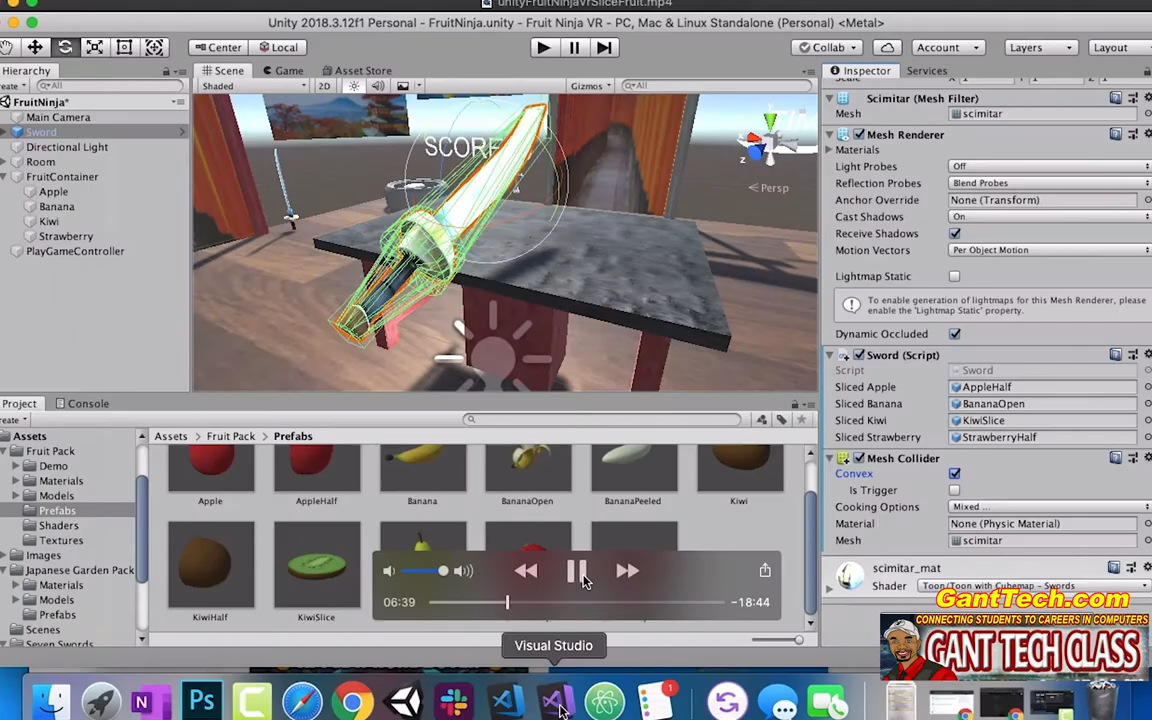 unityFruitNinjaVrSliceFruit.mp4
Unity 2018.3.12f1 Personal - FruitNinja.unity - Fruit Ninja VR - PC, Mac & Linux Standalone (Personal) <Metal>
Center
Local
Collab
Account
Layers
Layout
Hierarchy
Scene
Game
Asset Store
Inspector
Services
All
Shaded
2D
Gizmos
All
FruitNinja*
Main Camera
Sword
Directional Light
Room
FruitContainer
Apple
Banana
Kiwi
Strawberry
PlayGameController
SCORE
z
Persp
Scimitar (Mesh Filter)
Mesh
scimitar
Mesh Renderer
Materials
Light Probes
Off
Reflection Probes
Blend Probes
Anchor Override
None (Transform)
Cast Shadows
On
Receive Shadows
Motion Vectors
Per Object Motion
Lightmap Static
To enable generation of lightmaps for this Mesh Renderer, please
enable the 'Lightmap Static' property.
Dynamic Occluded
Sword (Script)
Script
Sword
Sliced Apple
AppleHalf
Sliced Banana
BananaOpen
Sliced Kiwi
KiwiSlice
Sliced Strawberry
StrawberryHalf
Mesh Collider
Convex
Is Trigger
Cooking Options
Mixed ...
Material
None (Physic Material)
Mesh
scimitar
scimitar_mat
Shader
Toon/Toon with Cubemap - Swords
Project
Console
Assets
Fruit Pack
Demo
Materials
Models
Prefabs
Shaders
Textures
Images
Japanese Garden Pack
Materials
Models
Prefabs
Scenes
Seven Swords
Assets
Fruit Pack
Prefabs
Apple
AppleHalf
Banana
BananaOpen
BananaPeeled
Kiwi
KiwiHalf
KiwiSlice
06:39
-18:44
Visual Studio
GantTech.com
CONNECTING STUDENTS TO CAREERS IN COMPUTERS
GANT TECH CLASS
N
Ps
1